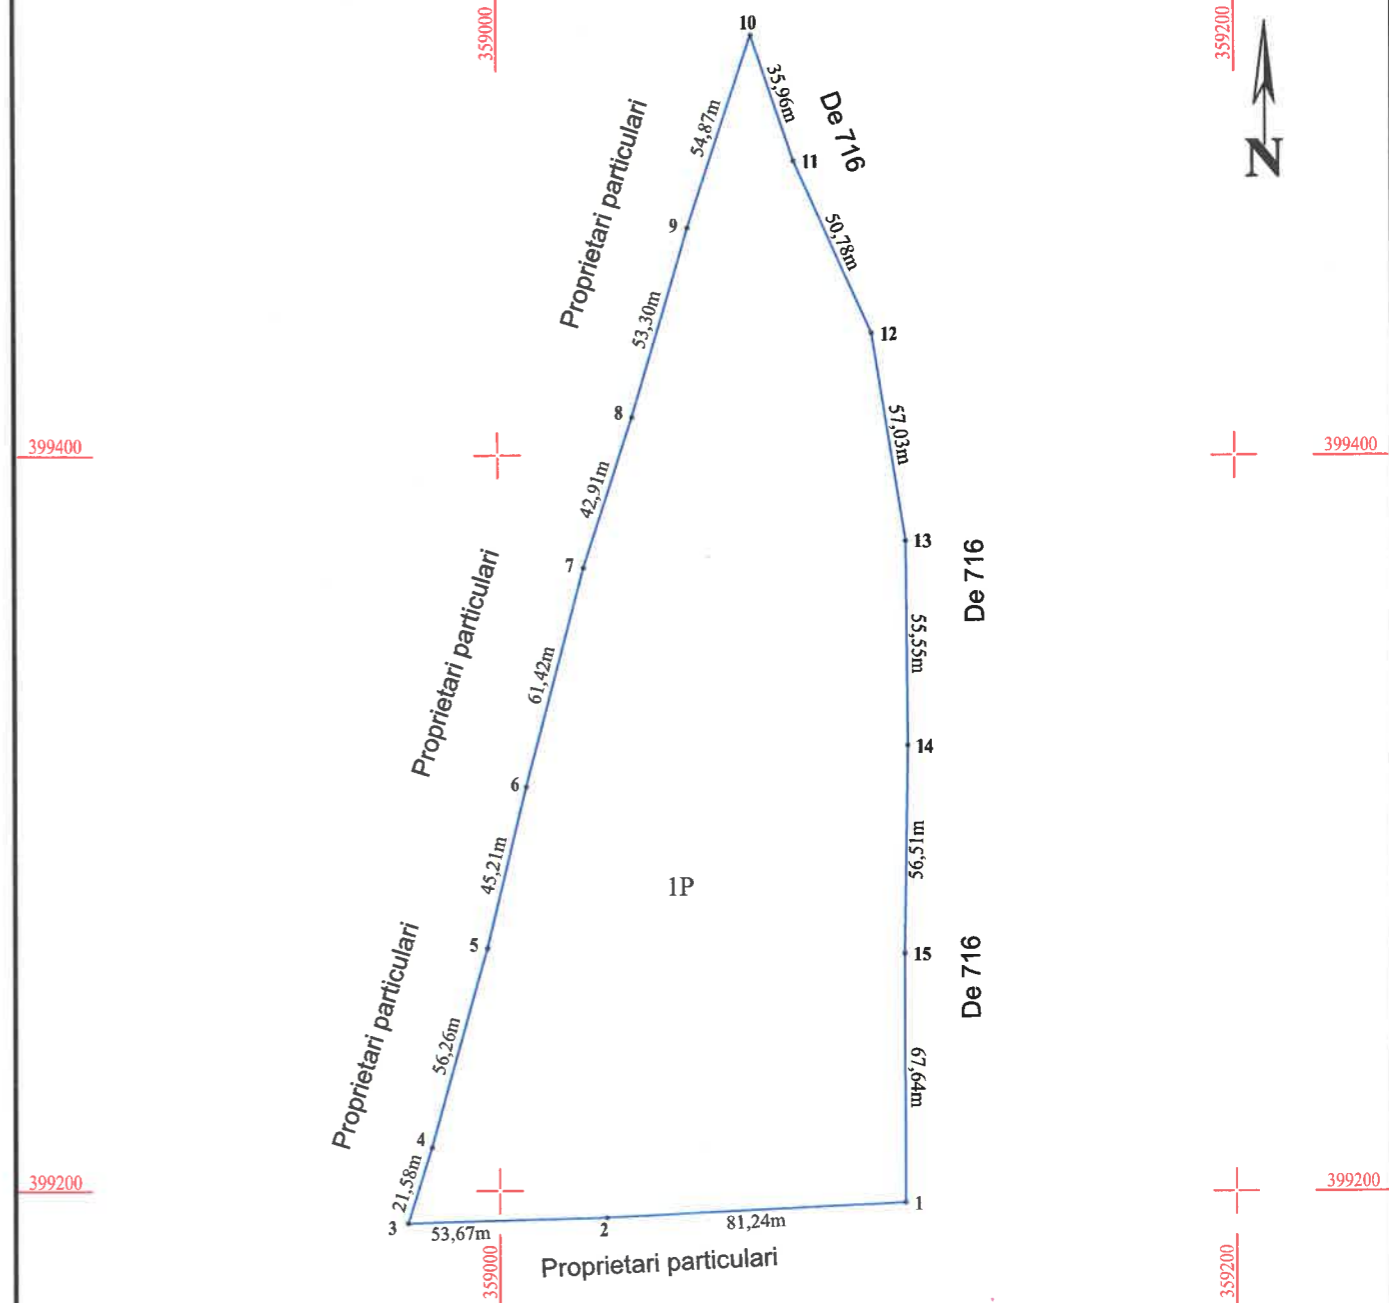 359000
359200
10
35,96m
De 716
N
54,87m
11
Proprietari particulari
9
50,78m
53,30m
12
8
57,03m
399400
399400
42,91m
13
7
De 716
Proprietari particulari
55,55m
61,42m
14
6
56,51m
45,21m
1P
5
15
De 716
Proprietari particulari
56,26m
67,64m
4
21,58m
399200
399200
3
53,67m
2
81,24m
1
Proprietari particulari
359000
359200